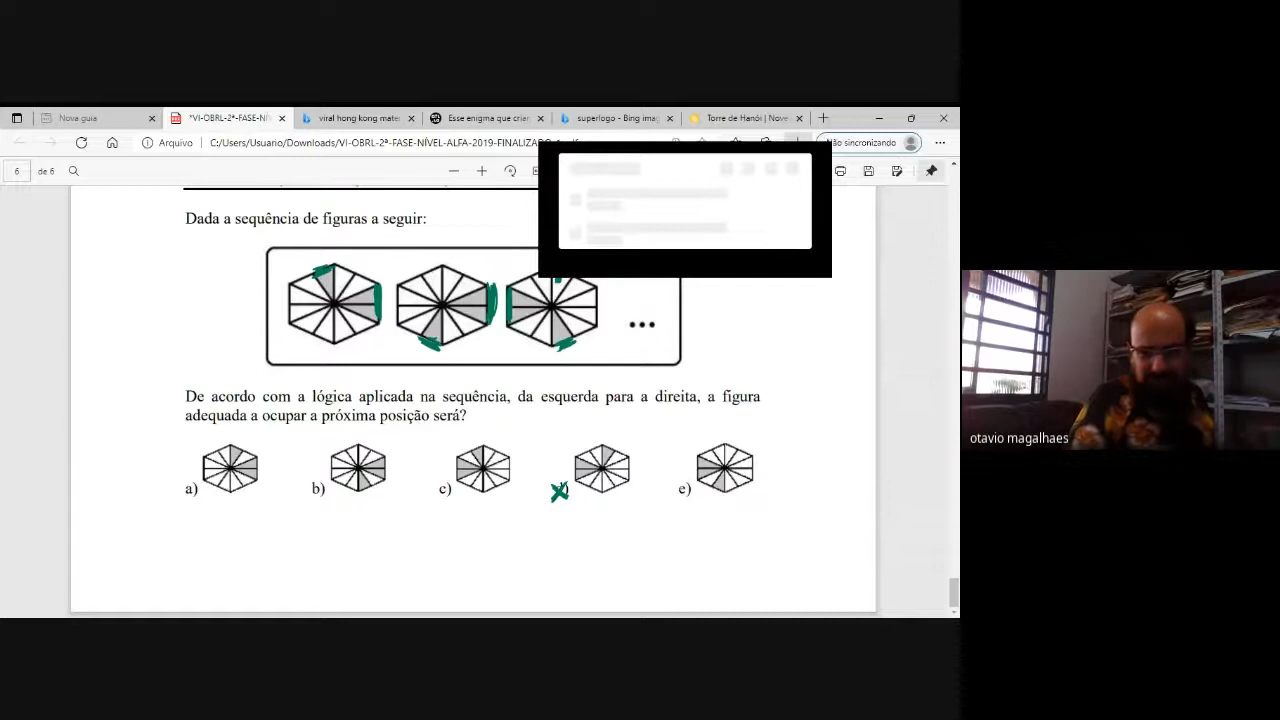 Nova guia
*VI-OBRL-2ª-FASE-NÍ
viral hong kong mate
Esse enigma que criar
superlogo - Bing imag
Torre de Hanói | Nove
Arquivo
C:/Users/Usuario/Downloads/VI-OBRL-2ª-FASE-NÍVEL-ALFA-2019-FINALIZADO
Não sincronizando
6 de 6
Dada a sequência de figuras a seguir:
De acordo com a lógica aplicada na sequência, da esquerda para a direita, a figura
adequada a ocupar a próxima posição será?
a) b) c) ) e)
otavio magalhaes